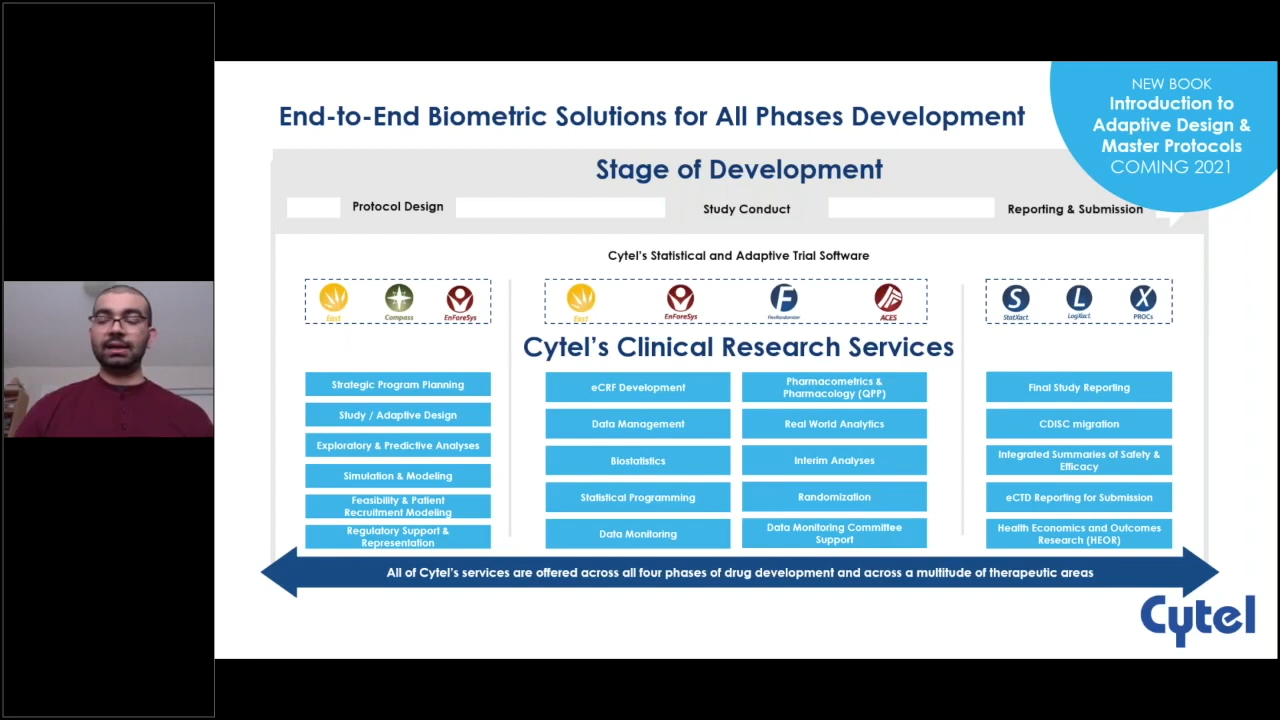 End-to-End Biometric Solutions for All Phases Development
NEW BOOK
Introduction to
Adaptive Design &
Master Protocols
COMING 2021
Stage of Development
Protocol Design
Study Conduct
Reporting & Submission
Cytel's Statistical and Adaptive Trial Software
East
Compass
EnForeSys
East
EnForeSys
FlexRandomizer
ACES
StatXact
LogXact
PROCs
Cytel's Clinical Research Services
Strategic Program Planning
Study / Adaptive Design
Exploratory & Predictive Analyses
Simulation & Modeling
Feasibility & Patient
Recruitment Modeling
Regulatory Support &
Representation
eCRF Development
Data Management
Biostatistics
Statistical Programming
Data Monitoring
Pharmacometrics &
Pharmacology (QPP)
Real World Analytics
Interim Analyses
Randomization
Data Monitoring Committee
Support
Final Study Reporting
CDISC migration
Integrated Summaries of Safety &
Efficacy
eCTD Reporting for Submission
Health Economics and Outcomes
Research (HEOR)
All of Cytel's services are offered across all four phases of drug development and across a multitude of therapeutic areas
Cytel